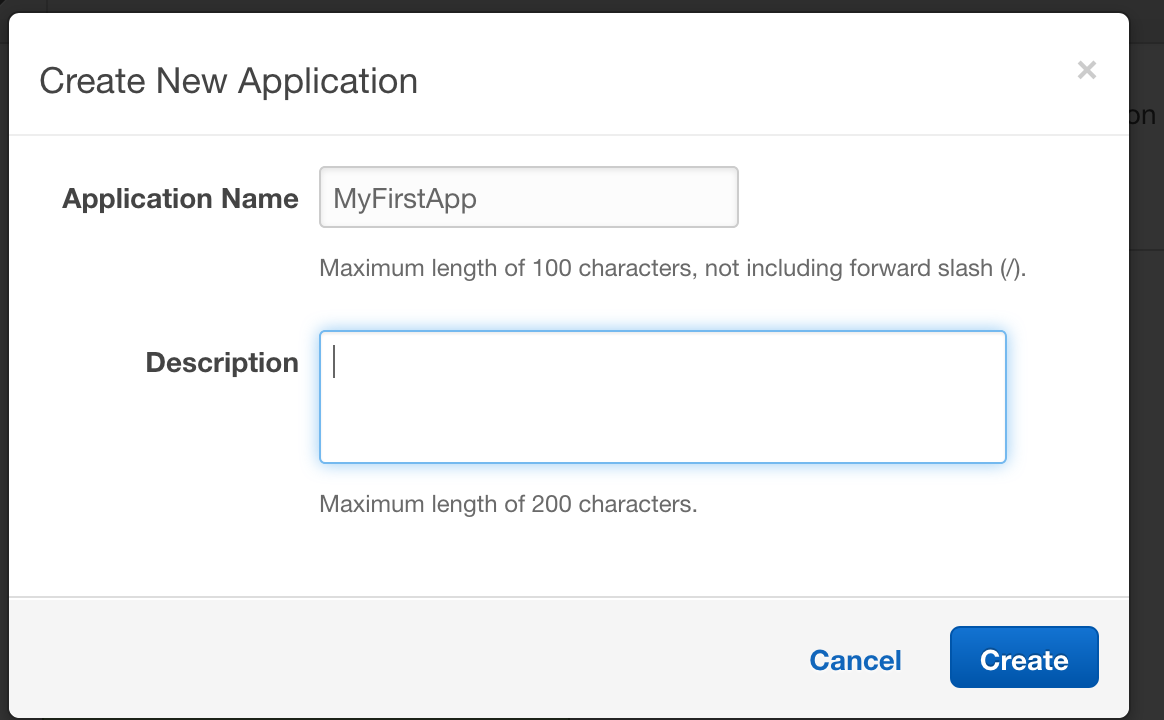 Create New Application
×
on
Application Name MyFirstApp
Maximum length of 100 characters, not including forward slash (/).
Description
Maximum length of 200 characters.
Cancel Create